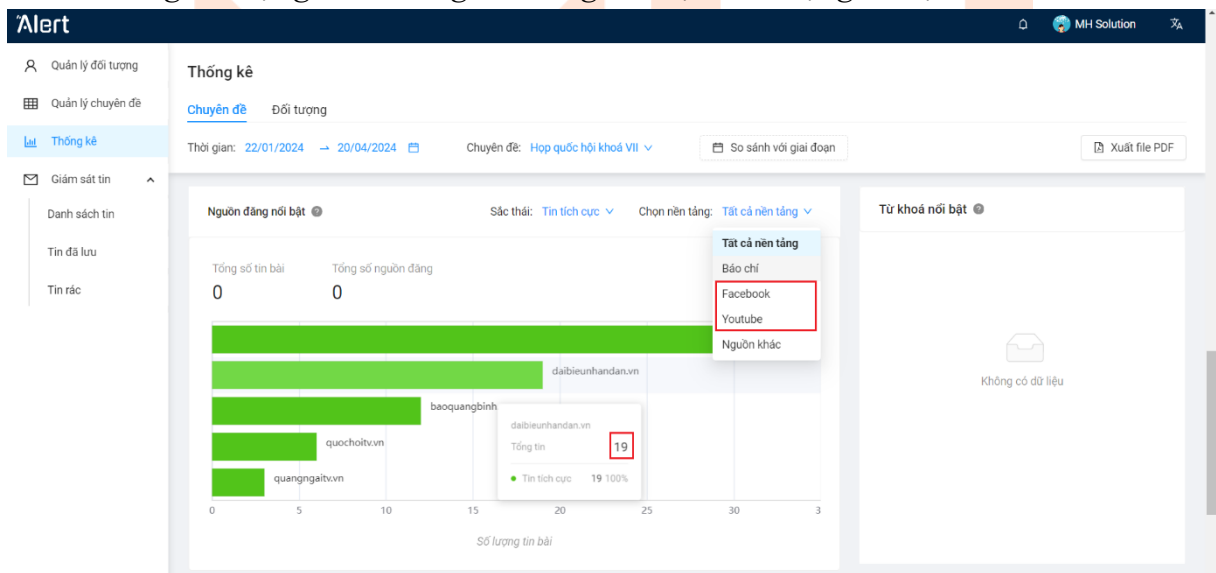 Alert
MH Solution
Quản lý đối tượng
Quản lý chuyên đề
Thống kê
Giám sát tin
Danh sách tin
Tin đã lưu
Tin rác
Thống kê
Chuyên đề Đối tượng
Thời gian: 22/01/2024 → 20/04/2024 Chuyên đề: Họp quốc hội khoá VII So sánh với giai đoạn Xuất file PDF
Nguồn đăng nổi bật Sắc thái: Tin tích cực Chọn nền tảng: Tất cả nền tảng
Tất cả nền tảng
Báo chí
Facebook
Youtube
Nguồn khác
Tổng số tin bài Tổng số nguồn đăng
0 0
daibieunhandan.vn
baoquangbinh
quochoitv.vn
quangngaitv.vn
daibieunhandan.vn
Tổng tin 19
Tin tích cực 19 100%
0 5 10 15 20 25 30 3
Số lượng tin bài
Từ khoá nổi bật
Không có dữ liệu